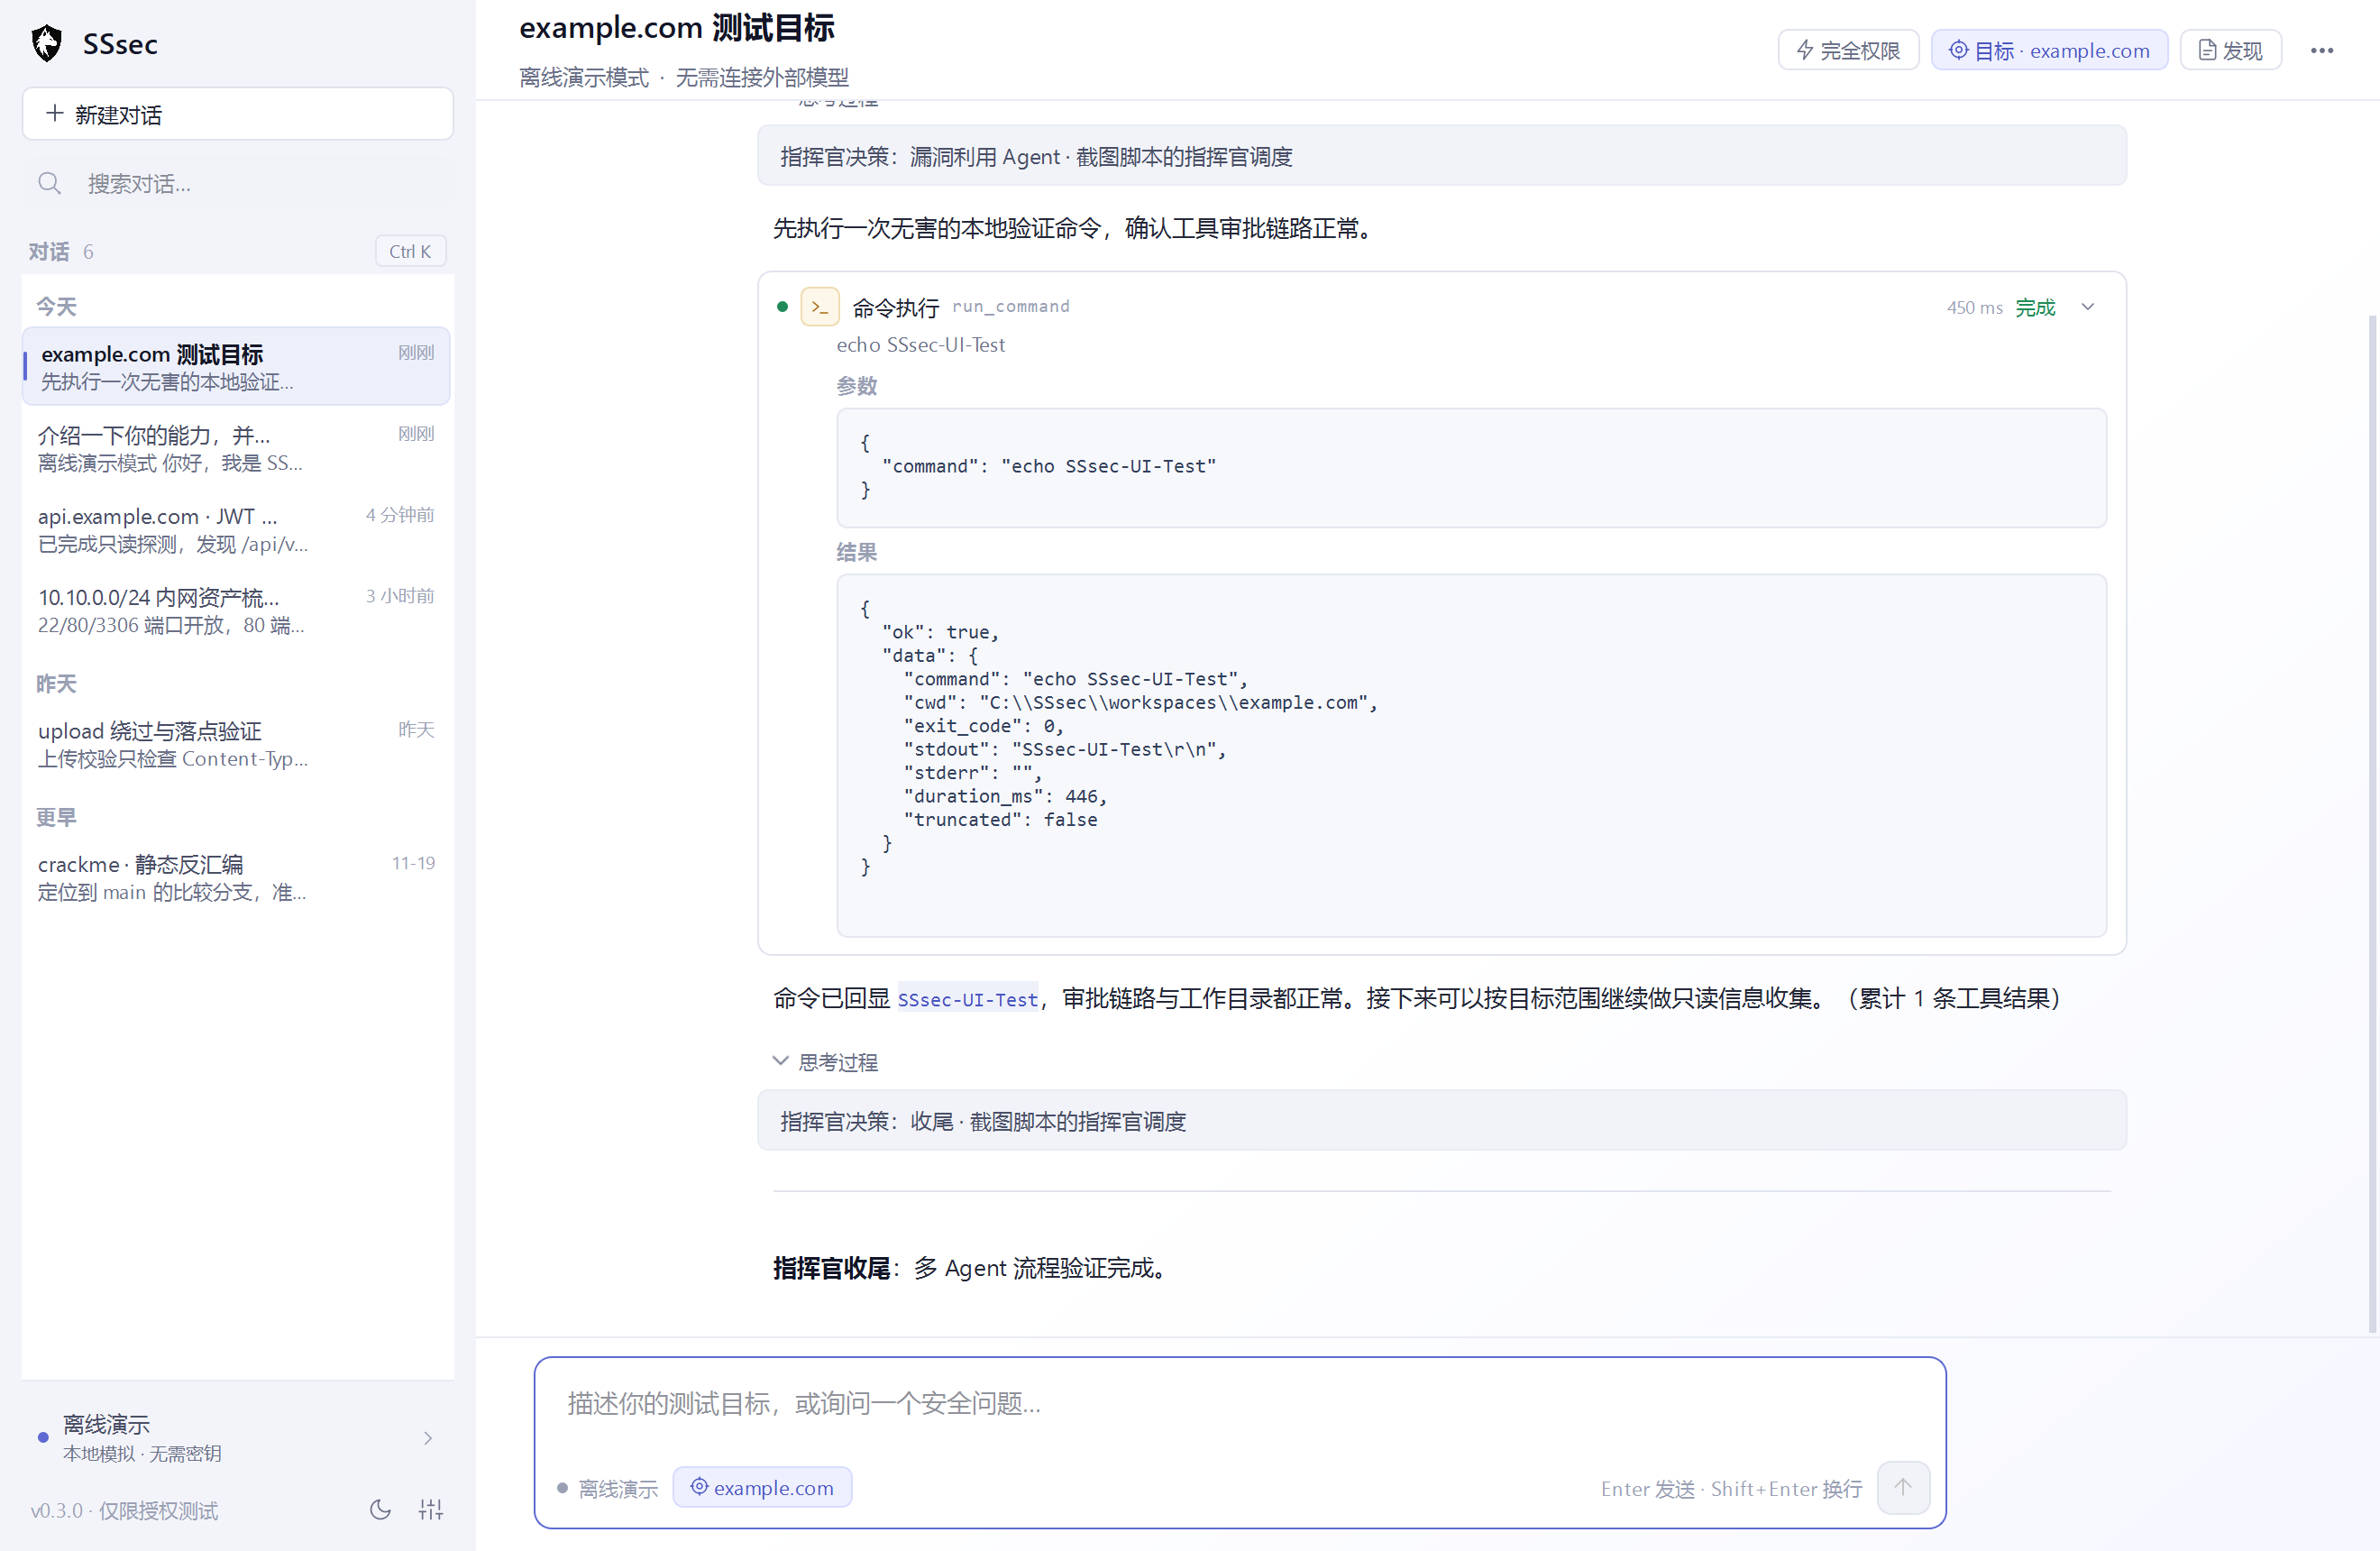 SSsec
新建对话
搜索对话...
对话 6
Ctrl K
今天
example.com 测试目标
刚刚
先执行一次无害的本地验证...
介绍一下你的能力，并...
刚刚
离线演示模式 你好，我是 SS...
api.example.com · JWT ...
4 分钟前
已完成只读探测，发现 /api/v...
10.10.0.0/24 内网资产梳...
3 小时前
22/80/3306 端口开放，80 端...
昨天
upload 绕过与落点验证
昨天
上传校验只检查 Content-Typ...
更早
crackme · 静态反汇编
11-19
定位到 main 的比较分支，准...
离线演示
本地模拟 · 无需密钥
v0.3.0 · 仅限授权测试
example.com 测试目标
离线演示模式 · 无需连接外部模型
完全权限
目标 · example.com
发现
思考过程
指挥官决策：漏洞利用 Agent · 截图脚本的指挥官调度
先执行一次无害的本地验证命令，确认工具审批链路正常。
命令执行 run_command
450 ms 完成
echo SSsec-UI-Test
参数
{
"command": "echo SSsec-UI-Test"
}
结果
{
"ok": true,
"data": {
"command": "echo SSsec-UI-Test",
"cwd": "C:\\SSsec\\workspaces\\example.com",
"exit_code": 0,
"stdout": "SSsec-UI-Test\r\n",
"stderr": "",
"duration_ms": 446,
"truncated": false
}
}
命令已回显 SSsec-UI-Test，审批链路与工作目录都正常。接下来可以按目标范围继续做只读信息收集。（累计 1 条工具结果）
思考过程
指挥官决策：收尾 · 截图脚本的指挥官调度
指挥官收尾：多 Agent 流程验证完成。
描述你的测试目标，或询问一个安全问题...
离线演示
example.com
Enter 发送 · Shift+Enter 换行